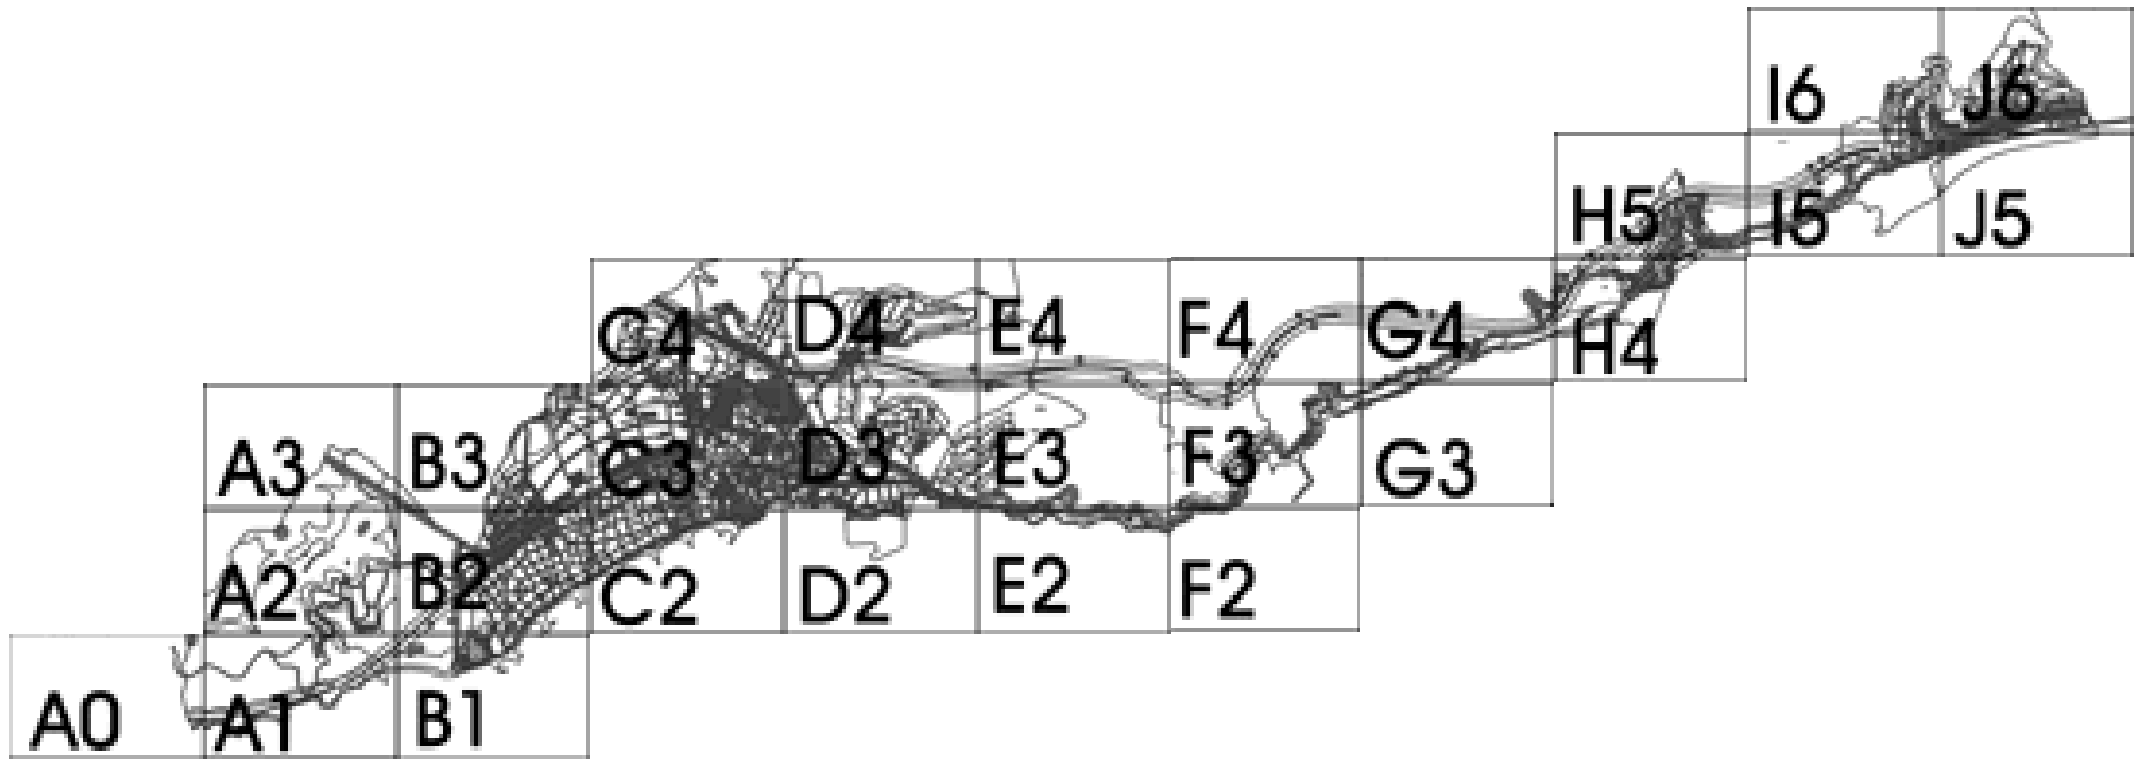 I6 J6
H5 I5 J5
C4 D4 E4 F4 G4 H4
A3 B3 C3 D3 E3 F3 G3
A2 B2 C2 D2 E2 F2
A0 A1 B1